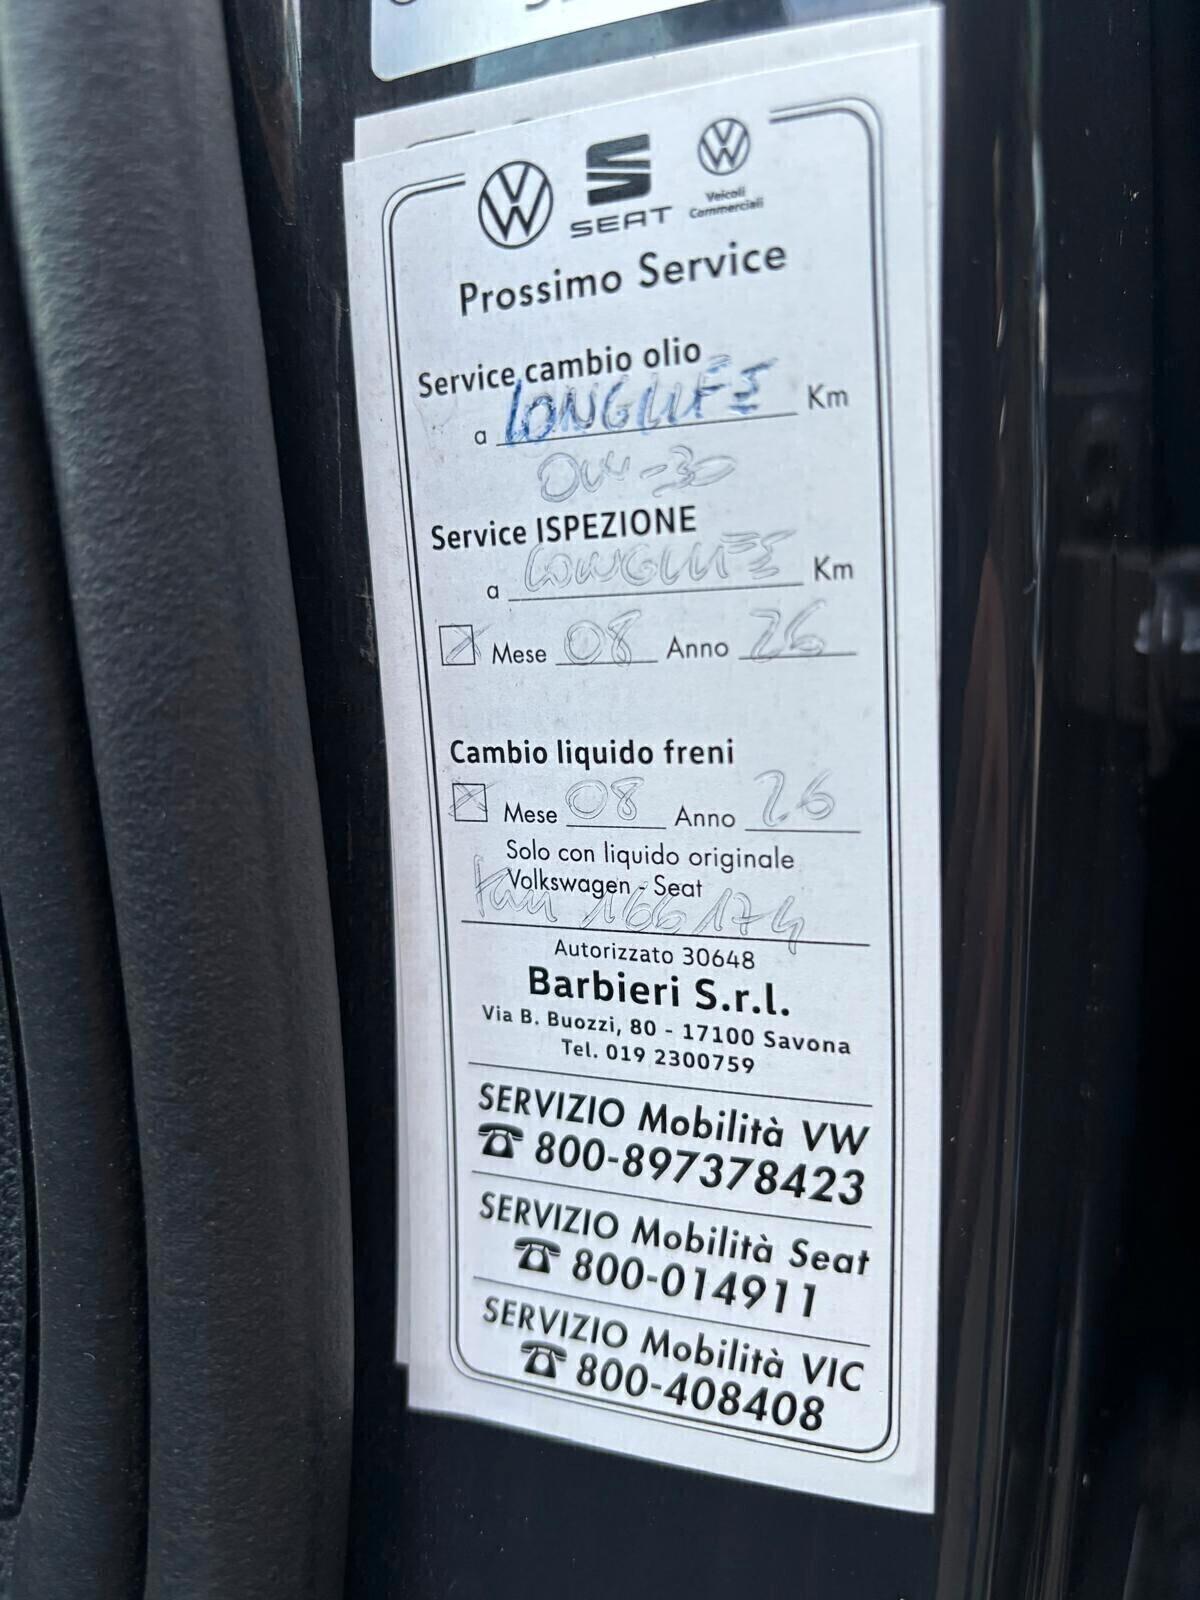 SEAT
Veicoli
Commerciali
Prossimo Service
Service cambio olio
a LONGLIFE Km
0W-30
Service ISPEZIONE
a LONGLIFE Km
Mese 08 Anno 26
Cambio liquido freni
Mese 08 Anno 26
Solo con liquido originale
Volkswagen - Seat
166174
Autorizzato 30648
Barbieri S.r.l.
Via B. Buozzi, 80 - 17100 Savona
Tel. 019 2300759
SERVIZIO Mobilità VW
☎ 800-897378423
SERVIZIO Mobilità Seat
☎ 800-014911
SERVIZIO Mobilità VIC
☎ 800-408408